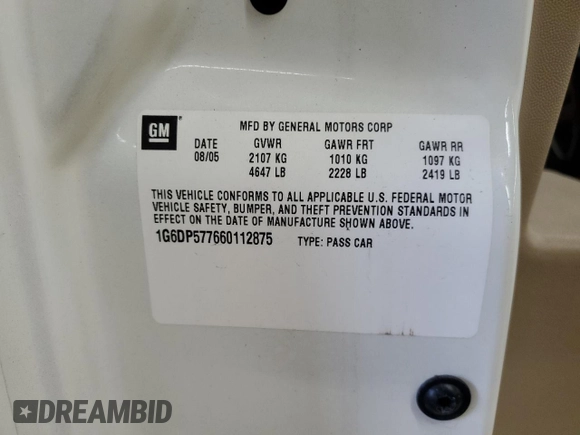 GM ® MFD BY GENERAL MOTORS CORP
DATE GVWR GAWR FRT GAWR RR
08/05 2107 KG 1010 KG 1097 KG
4647 LB 2228 LB 2419 LB
THIS VEHICLE CONFORMS TO ALL APPLICABLE U.S. FEDERAL MOTOR
VEHICLE SAFETY, BUMPER, AND THEFT PREVENTION STANDARDS IN
EFFECT ON THE DATE OF MANUFACTURE SHOWN ABOVE.
1G6DP577660112875 TYPE: PASS CAR
DREAMBID